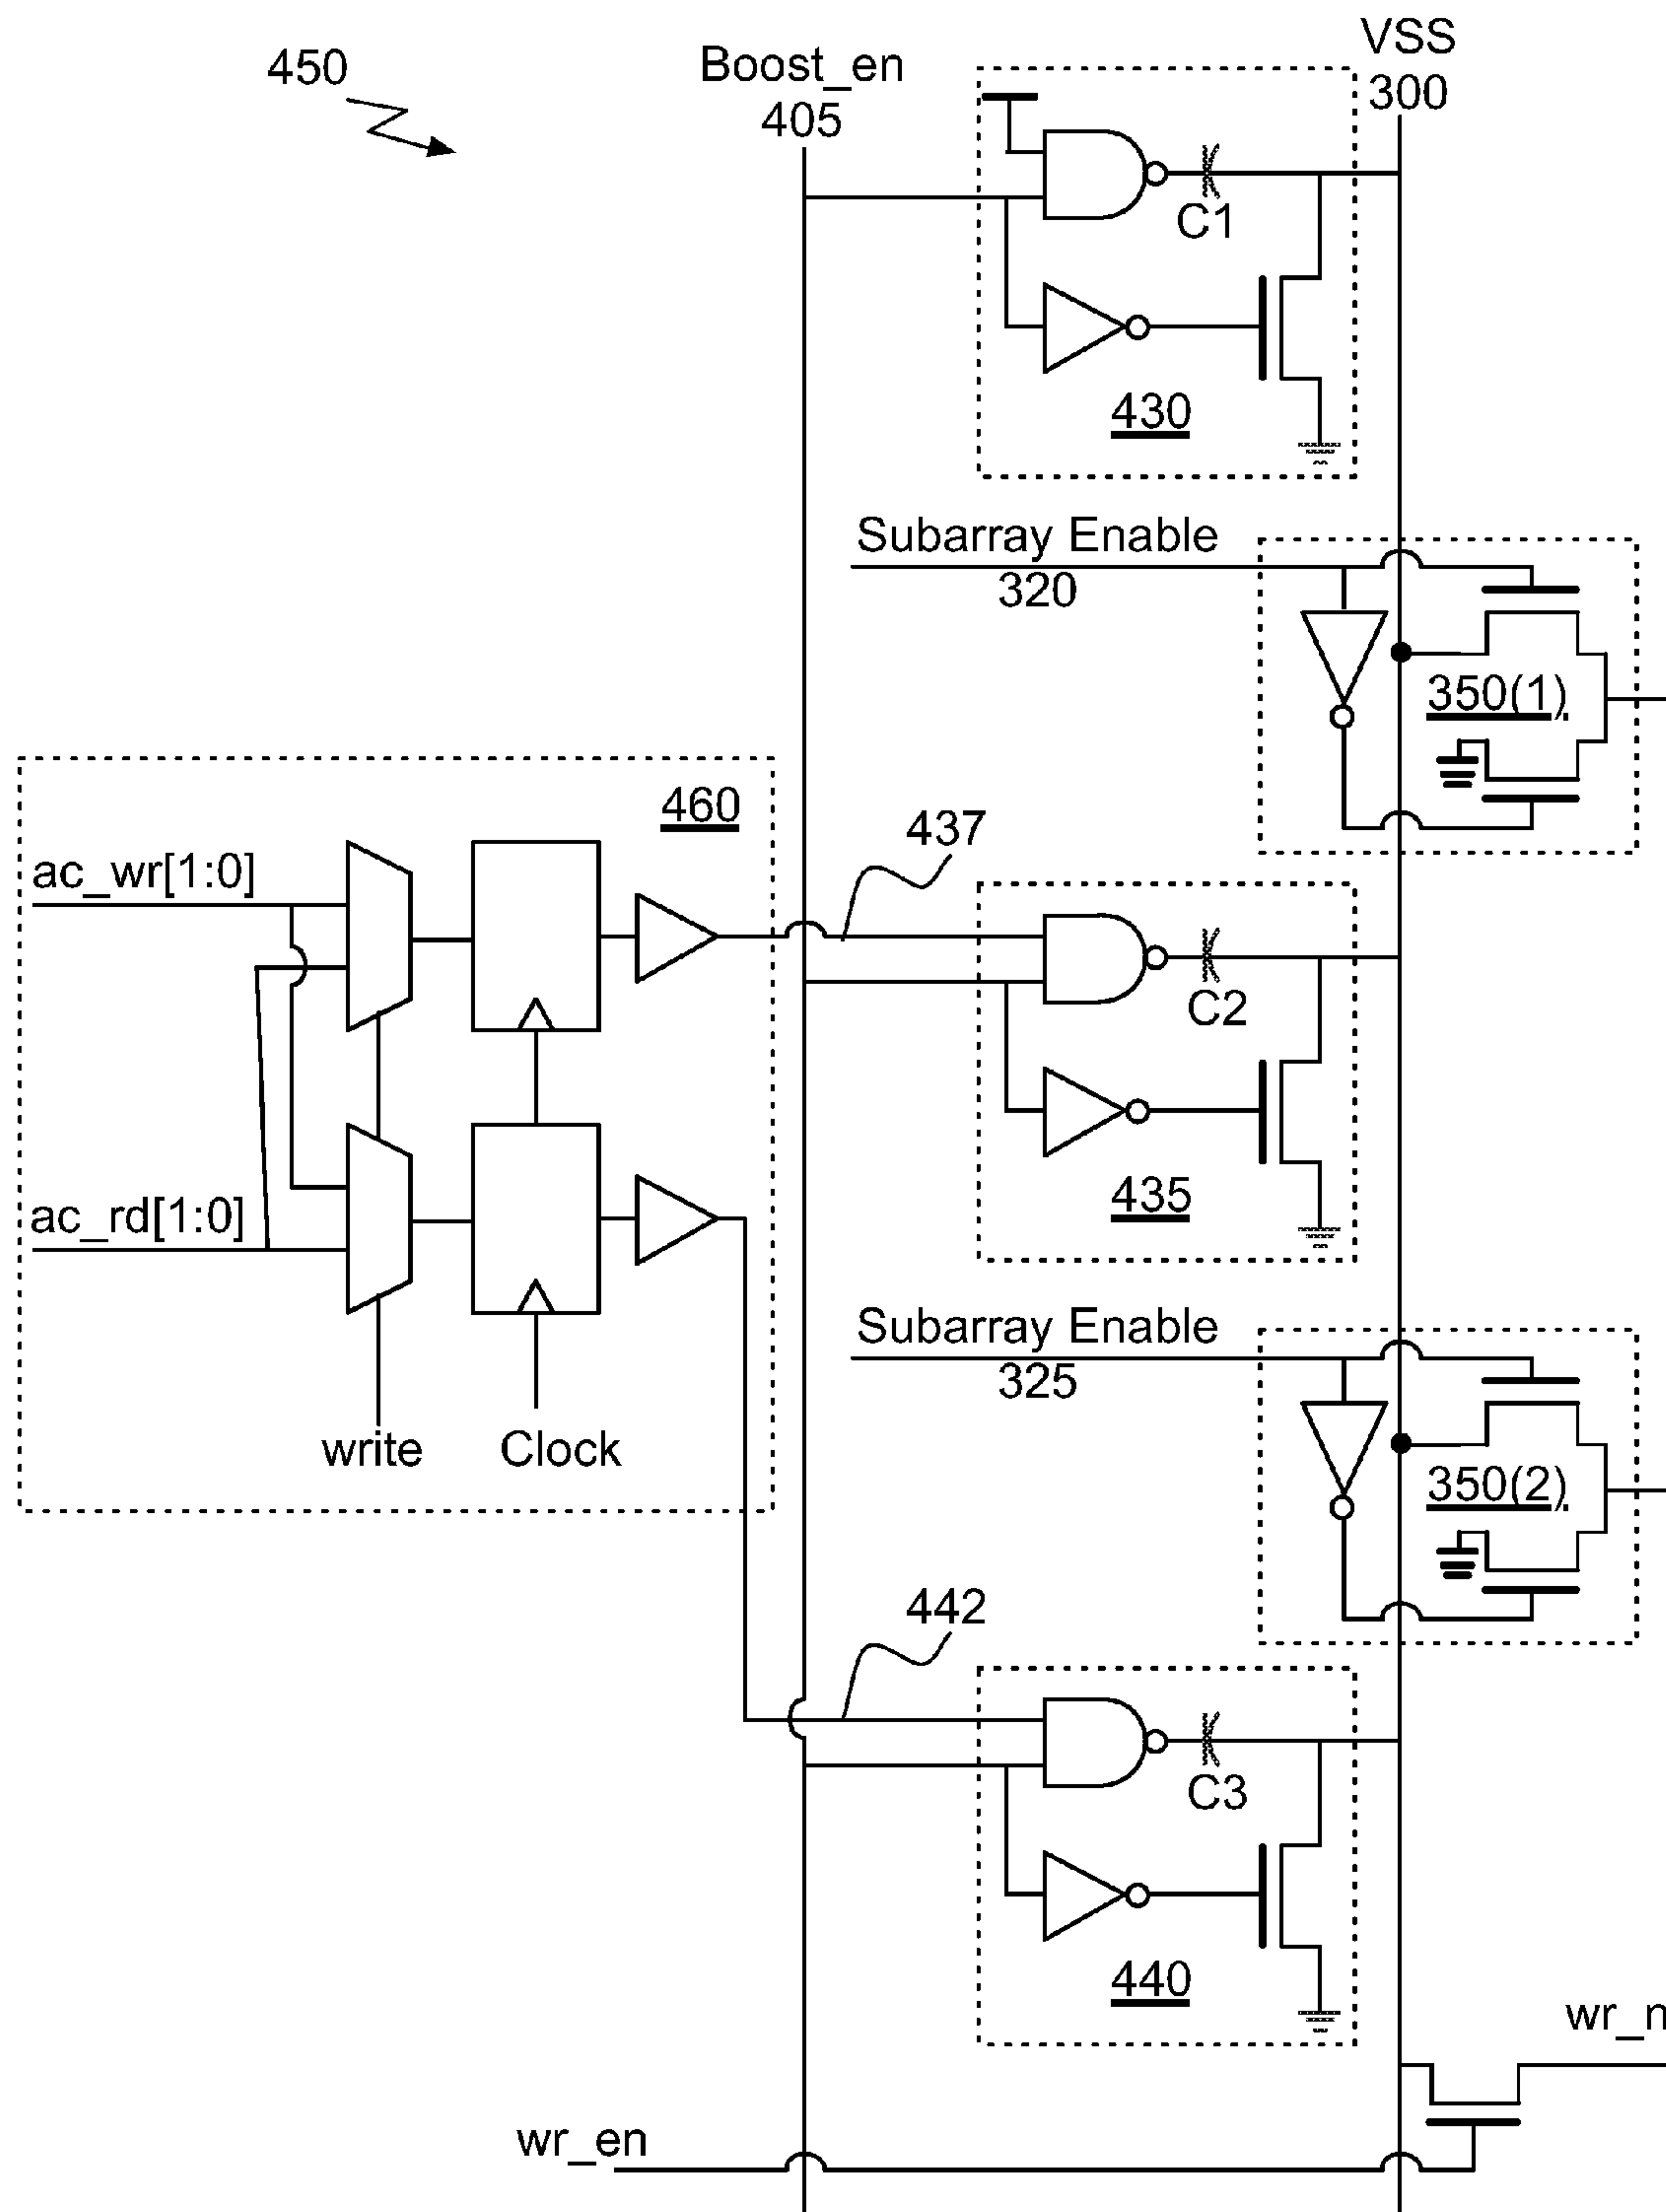 VSS
300
Boost_en
405
450
C1
430
Subarray Enable
320
350(1)
460
437
ac_wr[1:0]
C2
435
ac_rd[1:0]
Subarray Enable
325
write
Clock
350(2)
442
C3
440
wr_n
wr_en